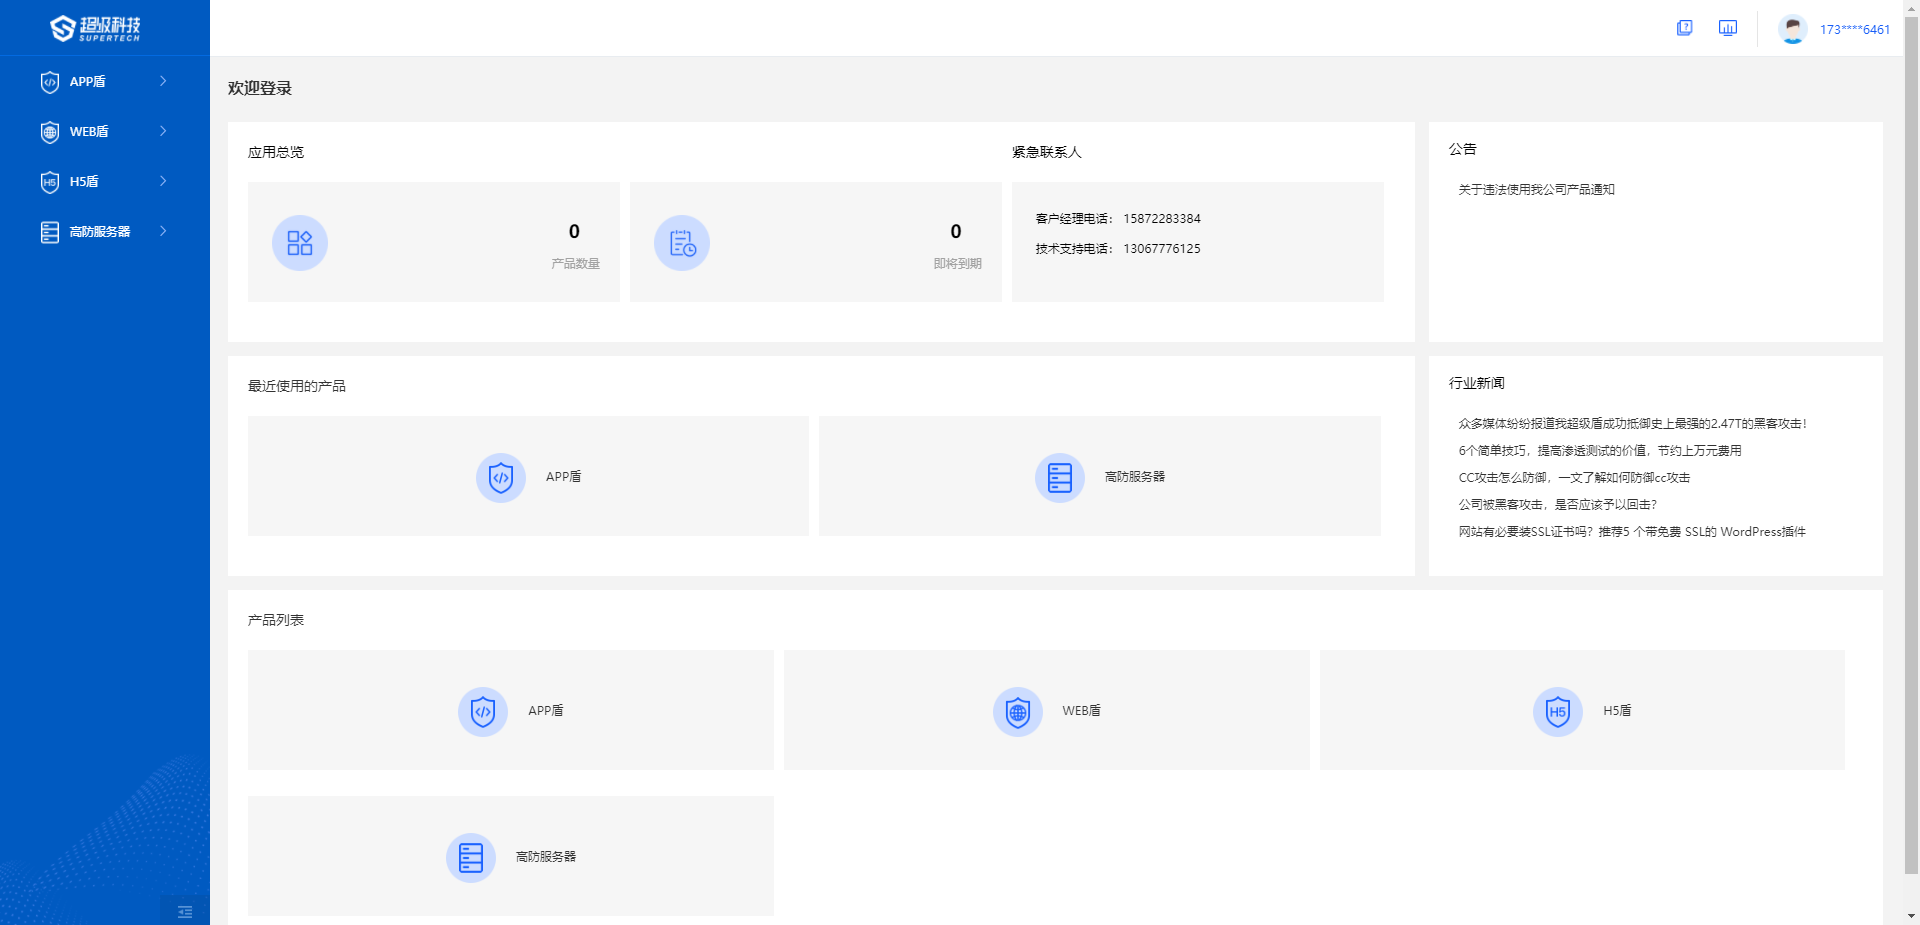 超级科技
SUPERTECH
173****6461
APP盾
WEB盾
H5盾
高防服务器
欢迎登录
应用总览
0
产品数量
0
即将到期
紧急联系人
客户经理电话： 15872283384
技术支持电话： 13067776125
公告
关于违法使用我公司产品通知
最近使用的产品
APP盾
高防服务器
行业新闻
众多媒体纷纷报道我超级盾成功抵御史上最强的2.47T的黑客攻击！
6个简单技巧，提高渗透测试的价值，节约上万元费用
CC攻击怎么防御，一文了解如何防御cc攻击
公司被黑客攻击，是否应该予以回击？
网站有必要装SSL证书吗？推荐5 个带免费 SSL的 WordPress插件
产品列表
APP盾
WEB盾
H5
H5盾
高防服务器